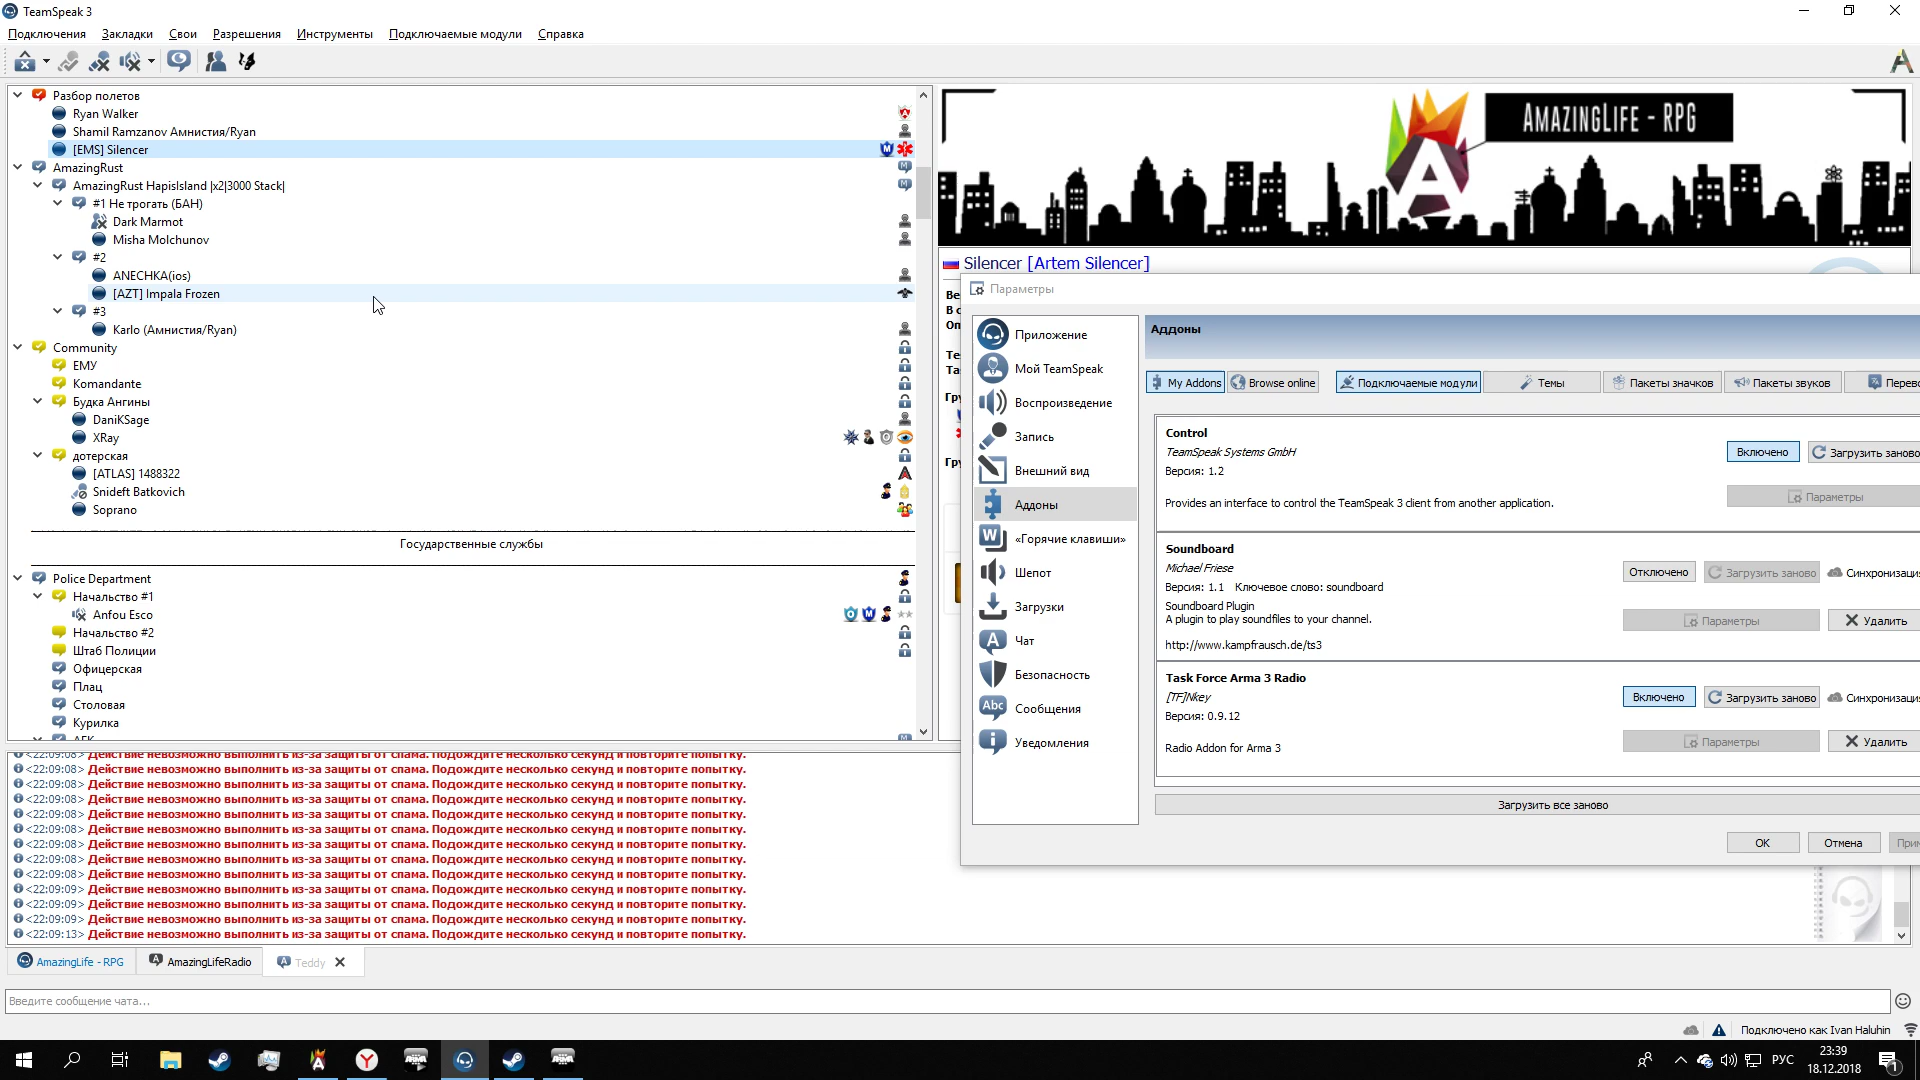 TeamSpeak 3
Подключения Закладки Свои Разрешения Инструменты Подключаемые модули Справка
Разбор полетов
Ryan Walker
Shamil Ramzanov Амнистия/Ryan
[EMS] Silencer
AmazingRust
AmazingRust HapisIsland |x2|3000 Stack|
#1 Не трогать (БАН)
Dark Marmot
Misha Molchunov
#2
ANECHKA(ios)
[AZT] Impala Frozen
#3
Karlo (Амнистия/Ryan)
Community
ЕМУ
Komandante
Будка Ангины
DaniKSage
XRay
дотерская
[ATLAS] 1488322
Snideft Batkovich
Soprano
Государственные службы
Police Department
Начальство #1
Anfou Esco
Начальство #2
Штаб Полиции
Офицерская
Плац
Столовая
Курилка
AMAZINGLIFE - RPG
Silencer [Artem Silencer]
Параметры
Приложение
Мой TeamSpeak
Воспроизведение
Запись
Внешний вид
Аддоны
«Горячие клавиши»
Шепот
Загрузки
Чат
Безопасность
Сообщения
Уведомления
Аддоны
My Addons Browse online Подключаемые модули Темы Пакеты значков Пакеты звуков Перево
Control
TeamSpeak Systems GmbH
Версия: 1.2
Включено Загрузить заново
Параметры
Provides an interface to control the TeamSpeak 3 client from another application.
Soundboard
Michael Friese
Версия: 1.1 Ключевое слово: soundboard
Отключено Загрузить заново Синхронизация
Soundboard Plugin
A plugin to play soundfiles to your channel.
Параметры Удалить
http://www.kampfrausch.de/ts3
Task Force Arma 3 Radio
[TF]Nkey
Версия: 0.9.12
Включено Загрузить заново Синхронизация
Radio Addon for Arma 3
Параметры Удалить
Загрузить все заново
OK Отмена Прим
<22:09:08> Действие невозможно выполнить из-за защиты от спама. Подождите несколько секунд и повторите попытку.
<22:09:08> Действие невозможно выполнить из-за защиты от спама. Подождите несколько секунд и повторите попытку.
<22:09:08> Действие невозможно выполнить из-за защиты от спама. Подождите несколько секунд и повторите попытку.
<22:09:08> Действие невозможно выполнить из-за защиты от спама. Подождите несколько секунд и повторите попытку.
<22:09:08> Действие невозможно выполнить из-за защиты от спама. Подождите несколько секунд и повторите попытку.
<22:09:08> Действие невозможно выполнить из-за защиты от спама. Подождите несколько секунд и повторите попытку.
<22:09:08> Действие невозможно выполнить из-за защиты от спама. Подождите несколько секунд и повторите попытку.
<22:09:08> Действие невозможно выполнить из-за защиты от спама. Подождите несколько секунд и повторите попытку.
<22:09:08> Действие невозможно выполнить из-за защиты от спама. Подождите несколько секунд и повторите попытку.
<22:09:09> Действие невозможно выполнить из-за защиты от спама. Подождите несколько секунд и повторите попытку.
<22:09:09> Действие невозможно выполнить из-за защиты от спама. Подождите несколько секунд и повторите попытку.
<22:09:09> Действие невозможно выполнить из-за защиты от спама. Подождите несколько секунд и повторите попытку.
<22:09:13> Действие невозможно выполнить из-за защиты от спама. Подождите несколько секунд и повторите попытку.
AmazingLife - RPG AmazingLifeRadio Teddy
Введите сообщение чата...
Подключено как Ivan Haluhin
РУС 23:39
18.12.2018